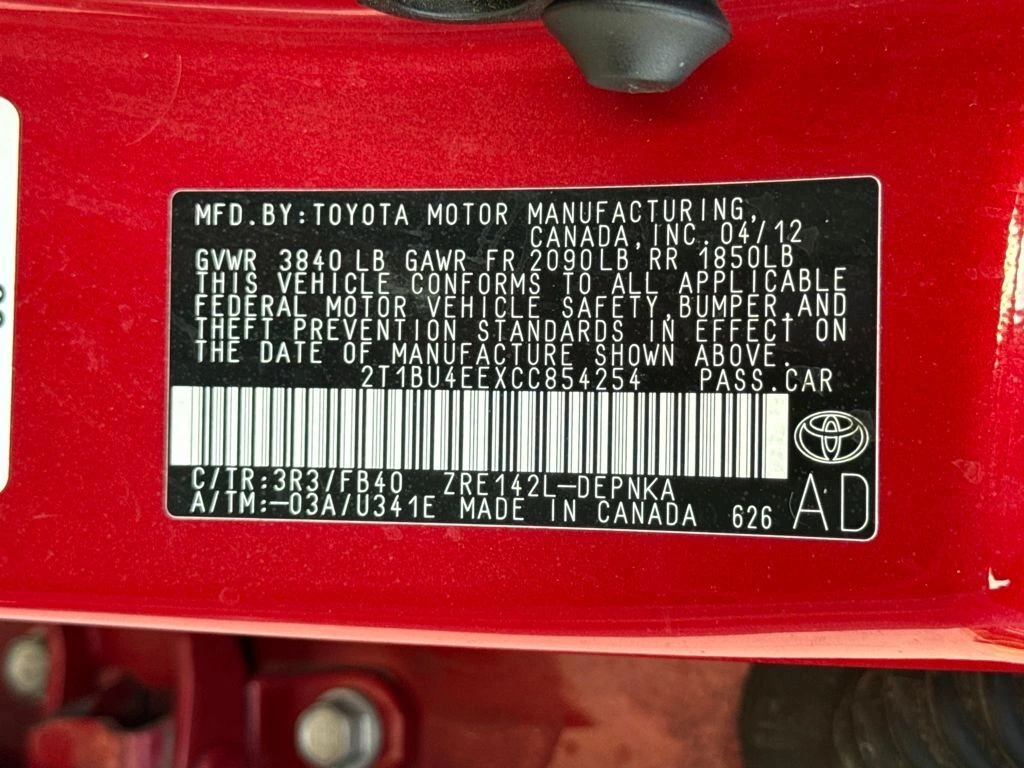 MFD.BY:TOYOTA MOTOR MANUFACTURING,
CANADA,INC.04/12
GVWR 3840LB GAWR FR 2090LB RR 1850LB
THIS VEHICLE CONFORMS TO ALL APPLICABLE
FEDERAL MOTOR VEHICLE SAFETY,BUMPER,AND
THEFT PREVENTION STANDARDS IN EFFECT ON
THE DATE OF MANUFACTURE SHOWN ABOVE.
2T1BU4EEXCC854254 PASS.CAR
C/TR:3R3/FB40 ZRE142L-DEPNKA
A/TM:-03A/U341E MADE IN CANADA 626 AD